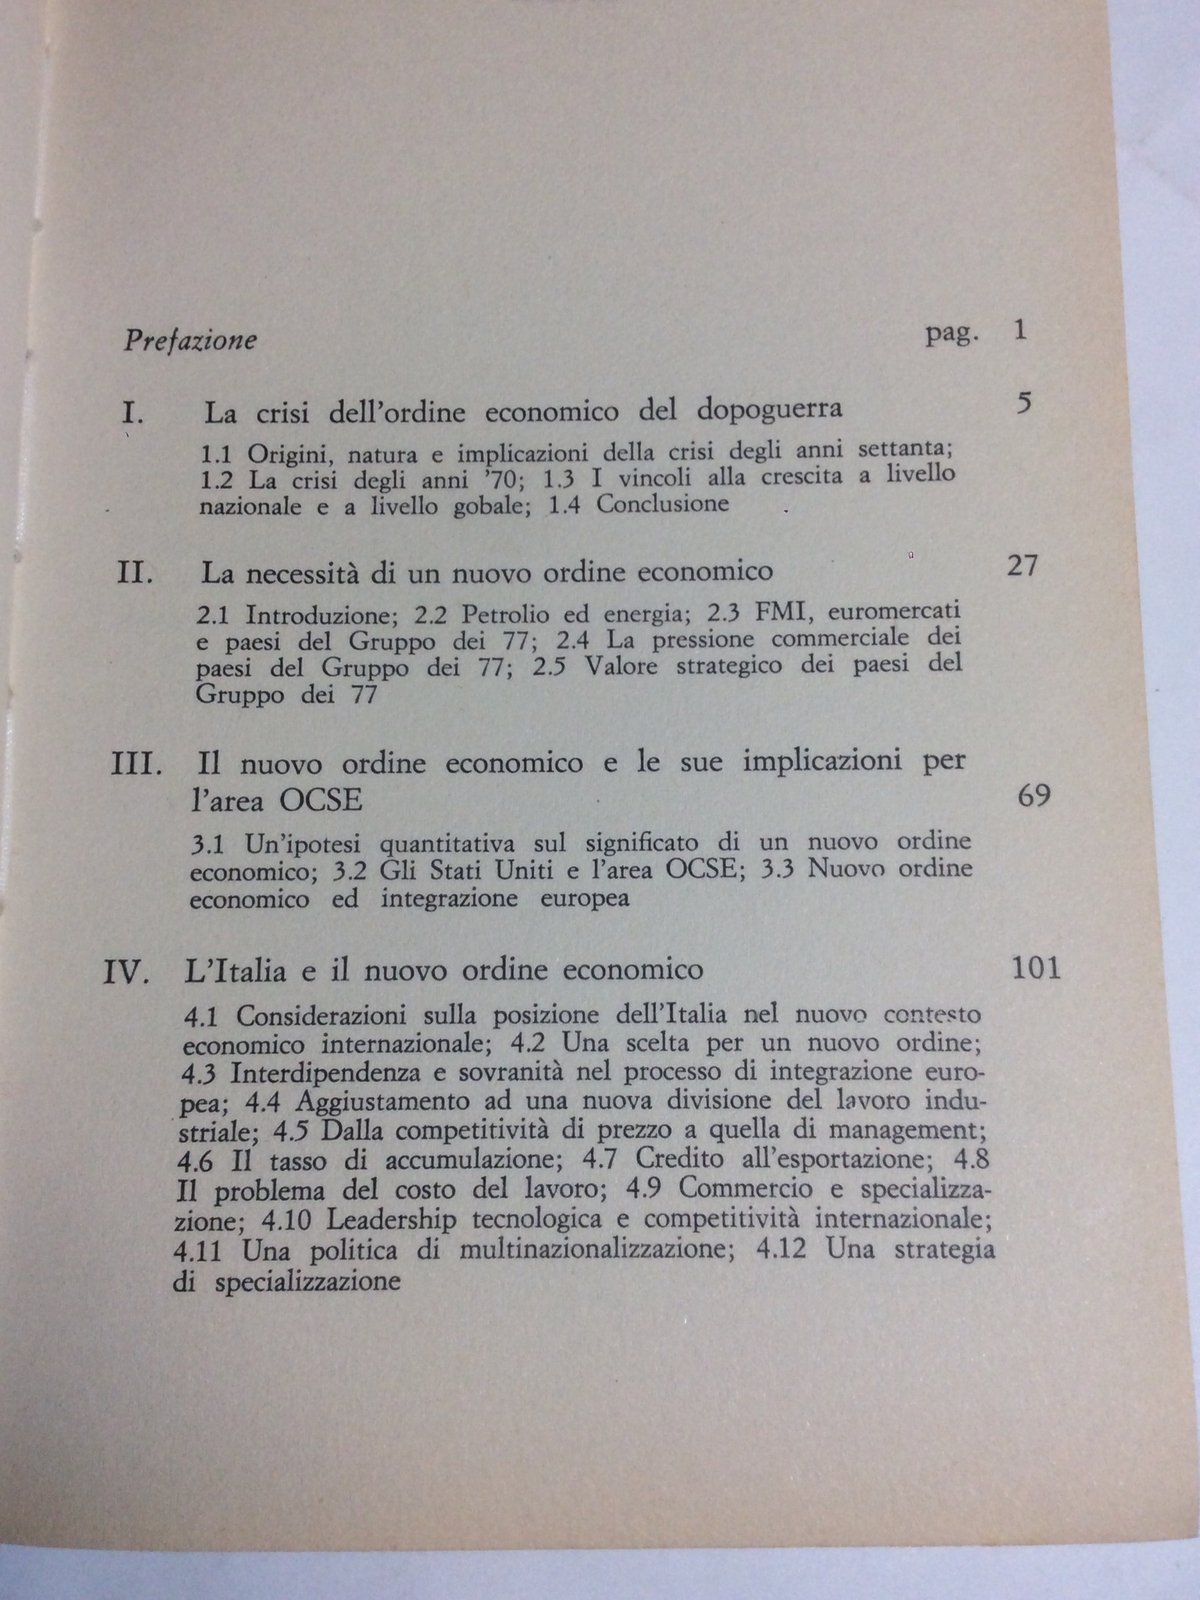 Prefazione pag. 1
I. La crisi dell'ordine economico del dopoguerra 5
1.1 Origini, natura e implicazioni della crisi degli anni settanta;
1.2 La crisi degli anni '70; 1.3 I vincoli alla crescita a livello
nazionale e a livello gobale; 1.4 Conclusione
II. La necessità di un nuovo ordine economico 27
2.1 Introduzione; 2.2 Petrolio ed energia; 2.3 FMI, euromercati
e paesi del Gruppo dei 77; 2.4 La pressione commerciale dei
paesi del Gruppo dei 77; 2.5 Valore strategico dei paesi del
Gruppo dei 77
III. Il nuovo ordine economico e le sue implicazioni per
l'area OCSE 69
3.1 Un'ipotesi quantitativa sul significato di un nuovo ordine
economico; 3.2 Gli Stati Uniti e l'area OCSE; 3.3 Nuovo ordine
economico ed integrazione europea
IV. L'Italia e il nuovo ordine economico 101
4.1 Considerazioni sulla posizione dell'Italia nel nuovo contesto
economico internazionale; 4.2 Una scelta per un nuovo ordine;
4.3 Interdipendenza e sovranità nel processo di integrazione euro-
pea; 4.4 Aggiustamento ad una nuova divisione del lavoro indu-
striale; 4.5 Dalla competitività di prezzo a quella di management;
4.6 Il tasso di accumulazione; 4.7 Credito all'esportazione; 4.8
Il problema del costo del lavoro; 4.9 Commercio e specializza-
zione; 4.10 Leadership tecnologica e competitività internazionale;
4.11 Una politica di multinazionalizzazione; 4.12 Una strategia
di specializzazione